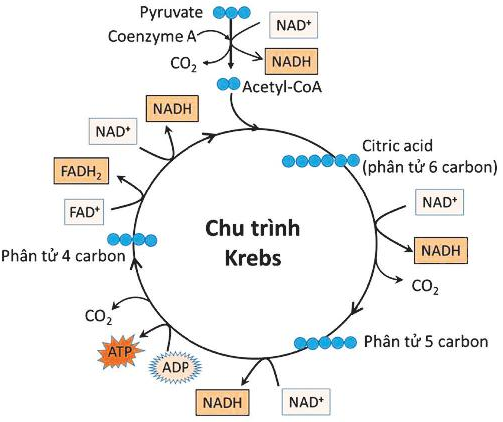 Pyruvate
NAD⁺
Coenzyme A
CO₂
NADH
Acetyl-CoA
NADH
NAD⁺
Citric acid
(phân tử 6 carbon)
FADH₂
NAD⁺
FAD⁺
Chu trình
Krebs
NADH
Phân tử 4 carbon
CO₂
CO₂
Phân tử 5 carbon
ATP
ADP
NADH
NAD⁺